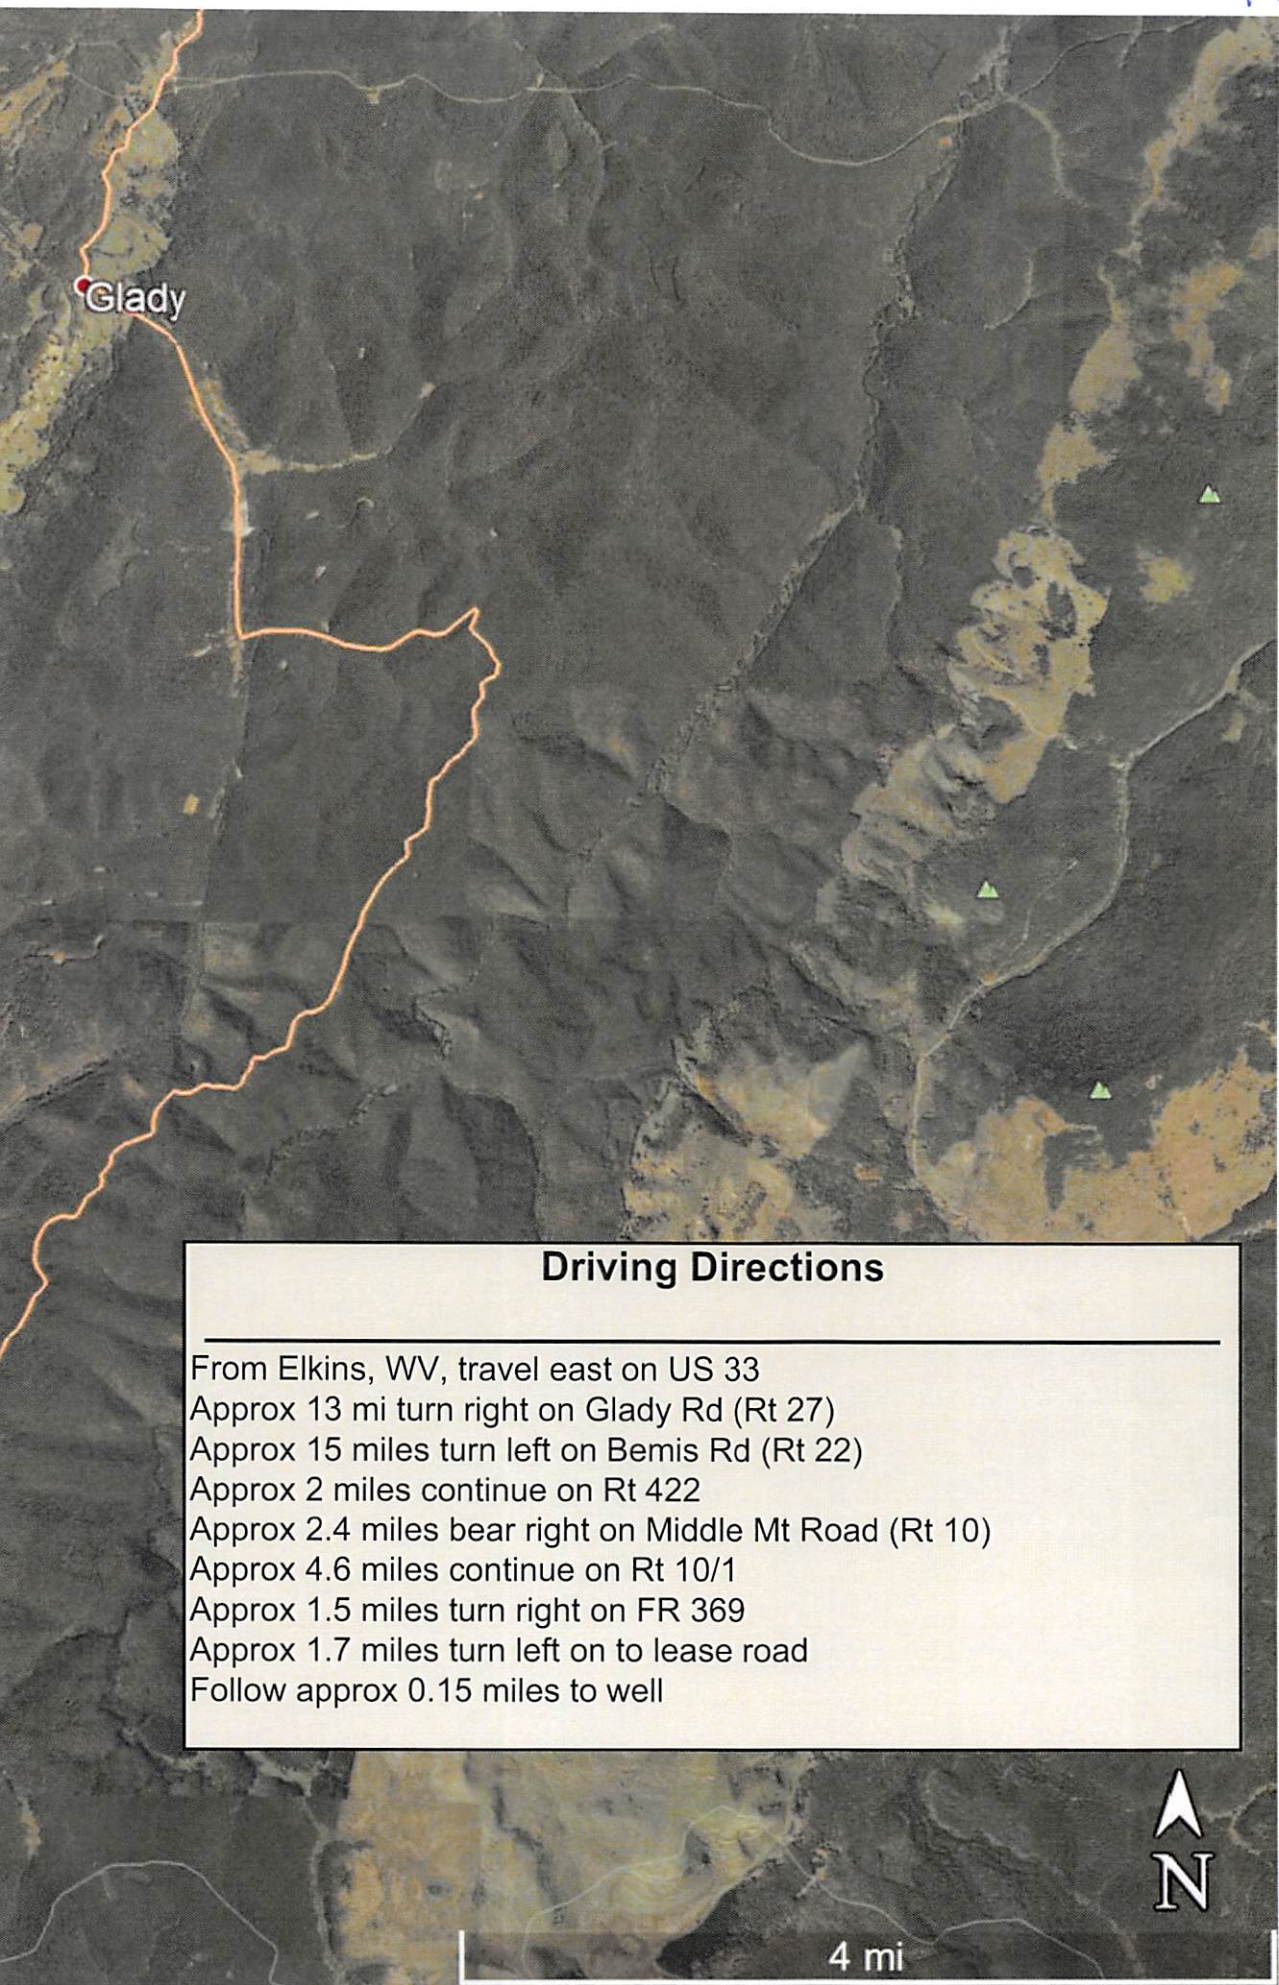 Glady
Driving Directions
From Elkins, WV, travel east on US 33
Approx 13 mi turn right on Glady Rd (Rt 27)
Approx 15 miles turn left on Bemis Rd (Rt 22)
Approx 2 miles continue on Rt 422
Approx 2.4 miles bear right on Middle Mt Road (Rt 10)
Approx 4.6 miles continue on Rt 10/1
Approx 1.5 miles turn right on FR 369
Approx 1.7 miles turn left on to lease road
Follow approx 0.15 miles to well
N
4 mi